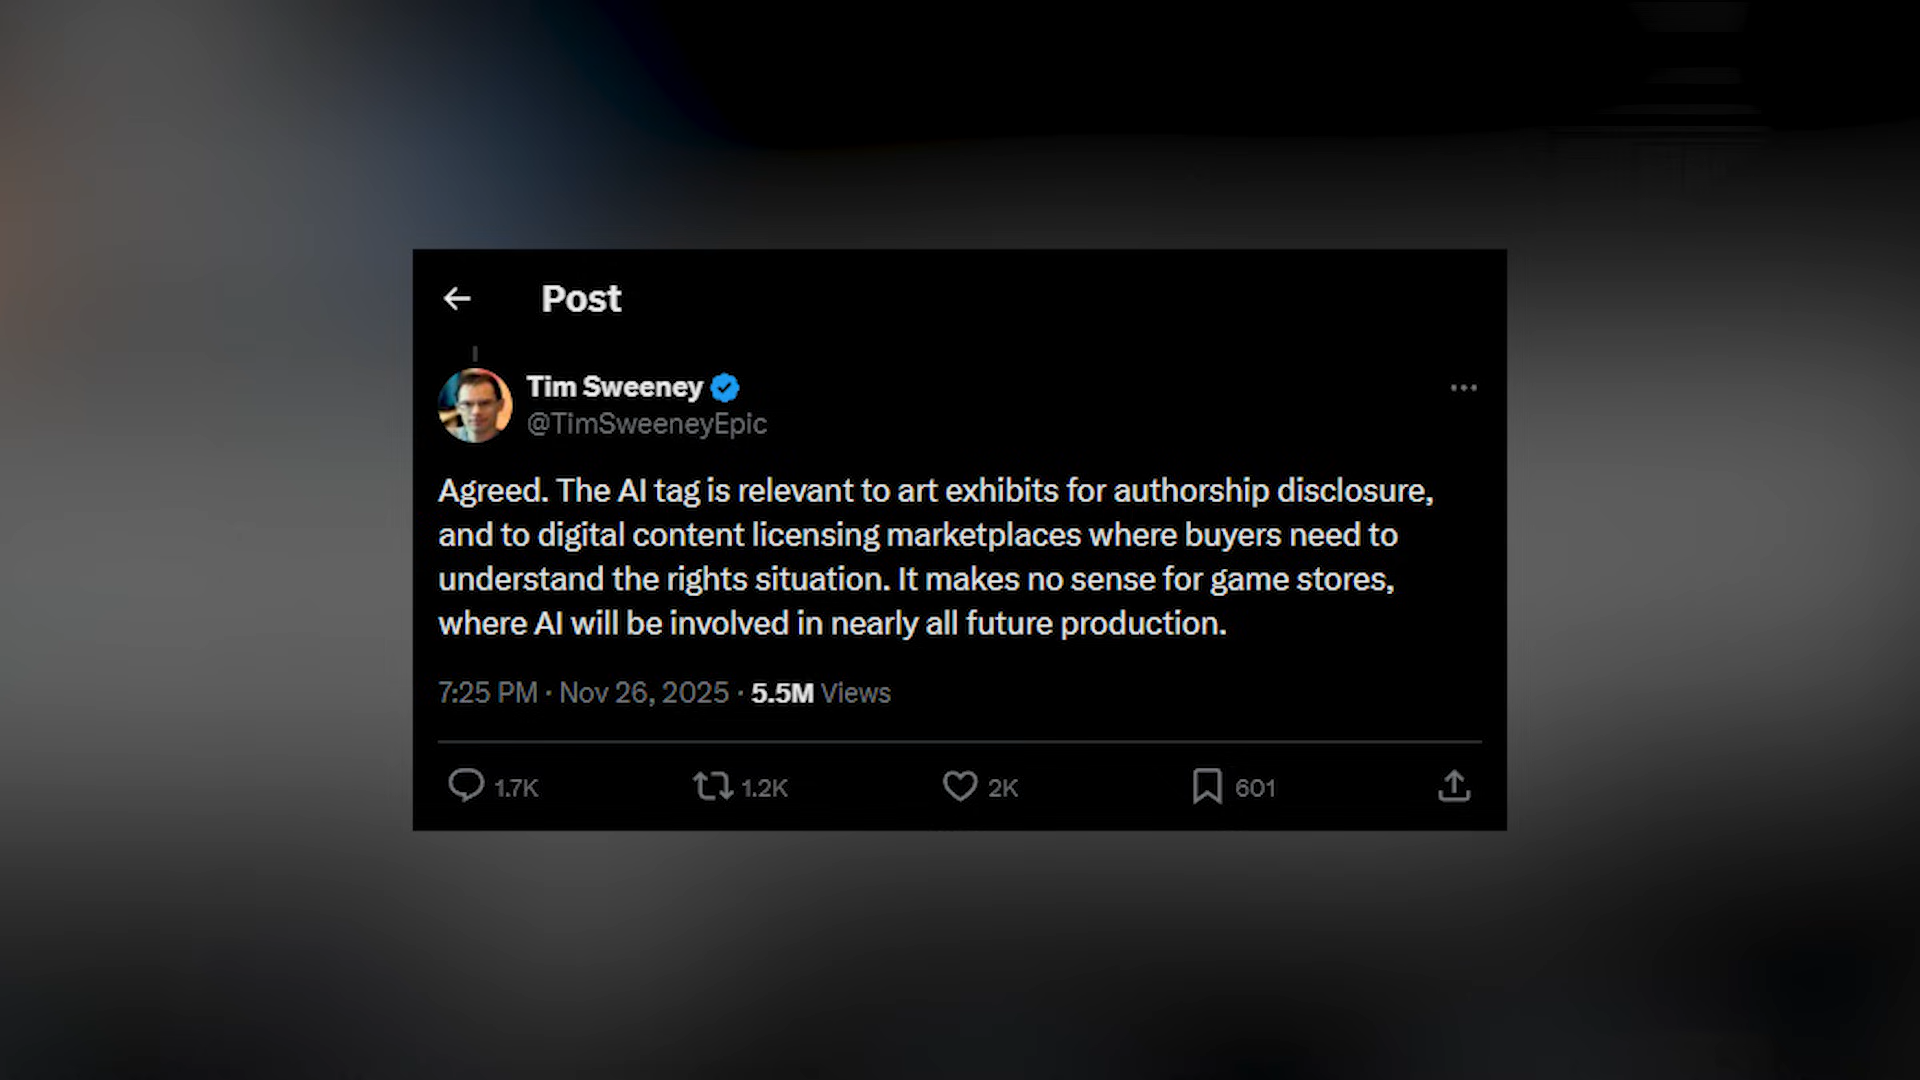 Post
Tim Sweeney
@TimSweeneyEpic
Agreed. The AI tag is relevant to art exhibits for authorship disclosure,
and to digital content licensing marketplaces where buyers need to
understand the rights situation. It makes no sense for game stores,
where AI will be involved in nearly all future production.
7:25 PM · Nov 26, 2025 · 5.5M Views
1.7K 1.2K 2K 601